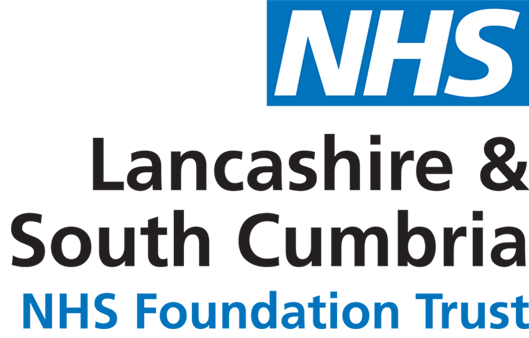 NHS
Lancashire &
South Cumbria
NHS Foundation Trust